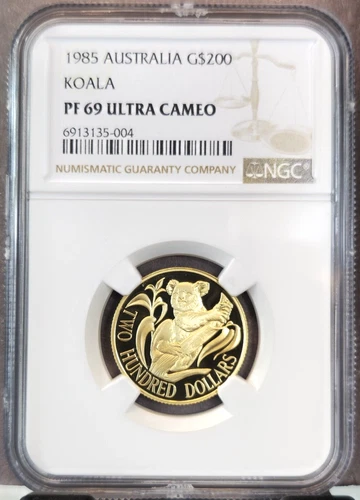 1985 AUSTRALIA G$200
KOALA
PF 69 ULTRA CAMEO
6913135-004
NUMISMATIC GUARANTY COMPANY NGC
TWO HUNDRED DOLLARS